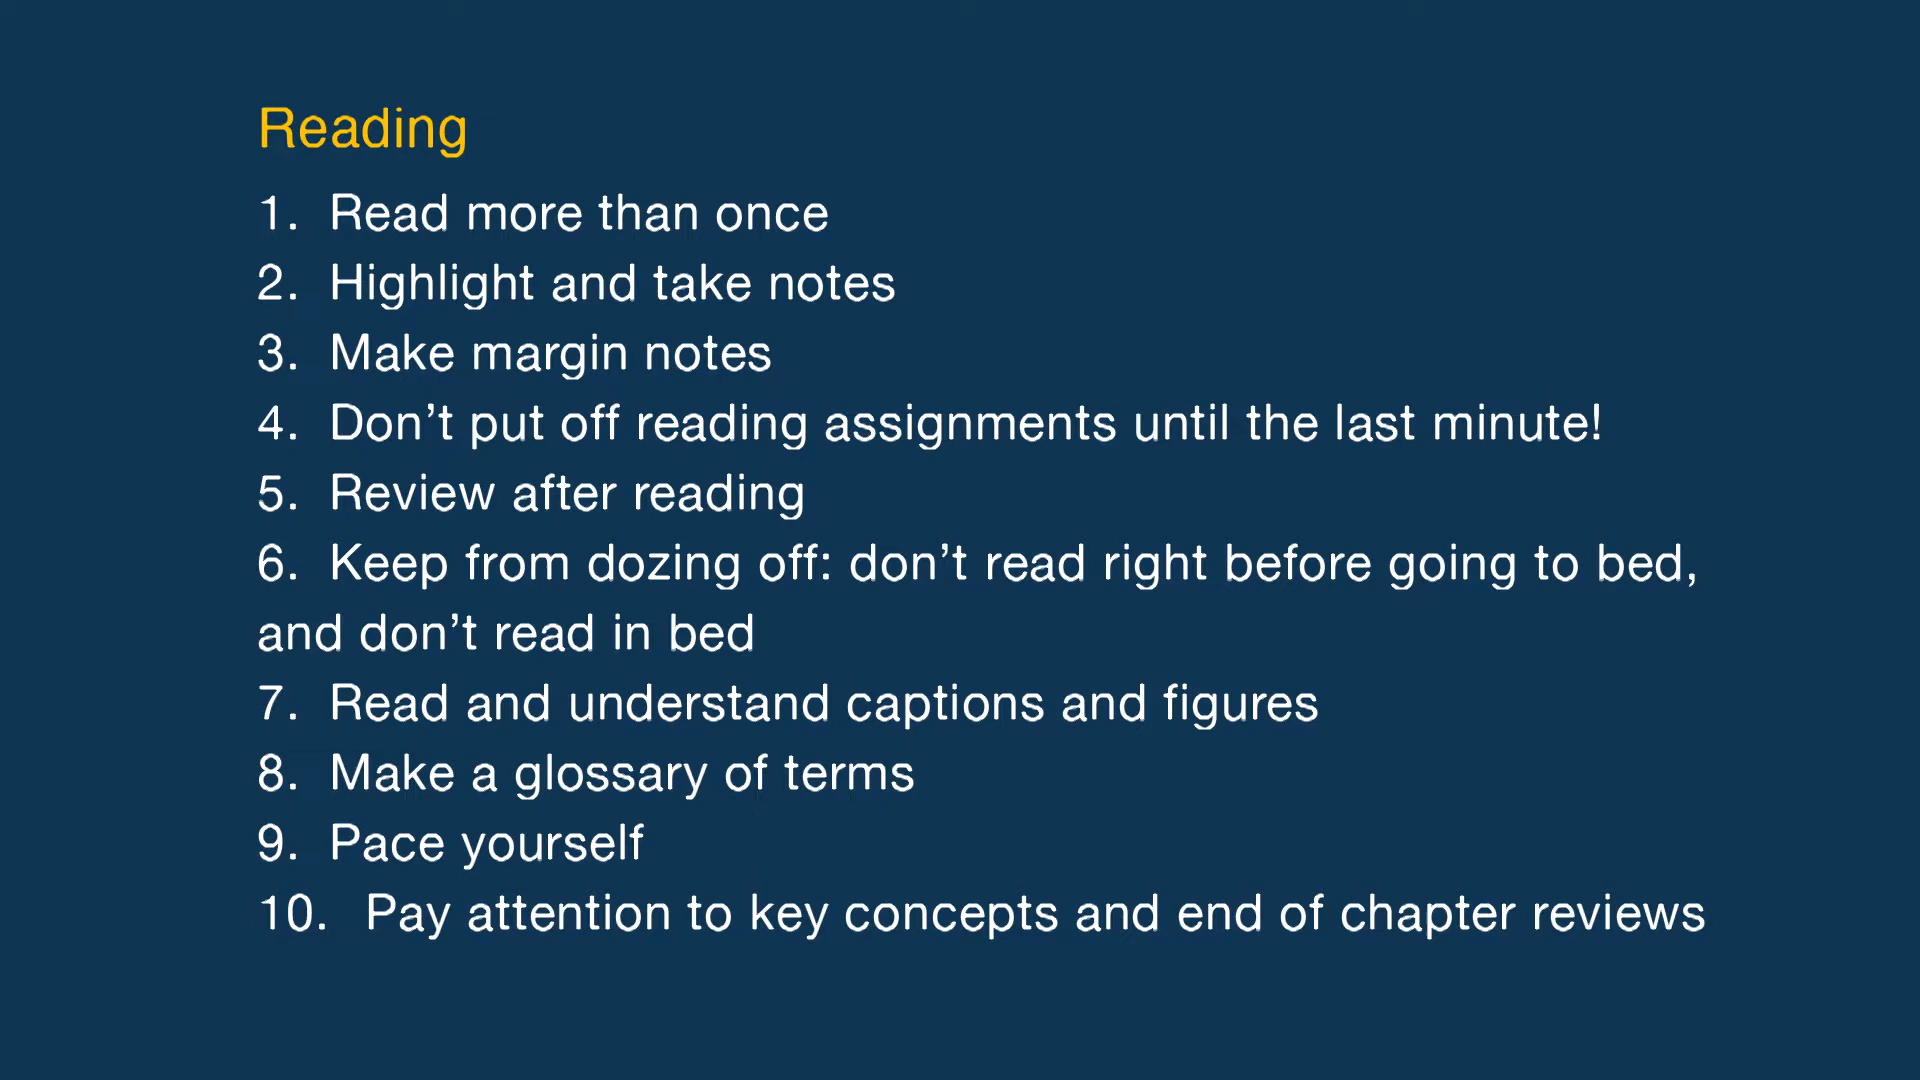 Reading
1. Read more than once
2. Highlight and take notes
3. Make margin notes
4. Don’t put off reading assignments until the last minute!
5. Review after reading
6. Keep from dozing off: don’t read right before going to bed,
and don’t read in bed
7. Read and understand captions and figures
8. Make a glossary of terms
9. Pace yourself
10. Pay attention to key concepts and end of chapter reviews